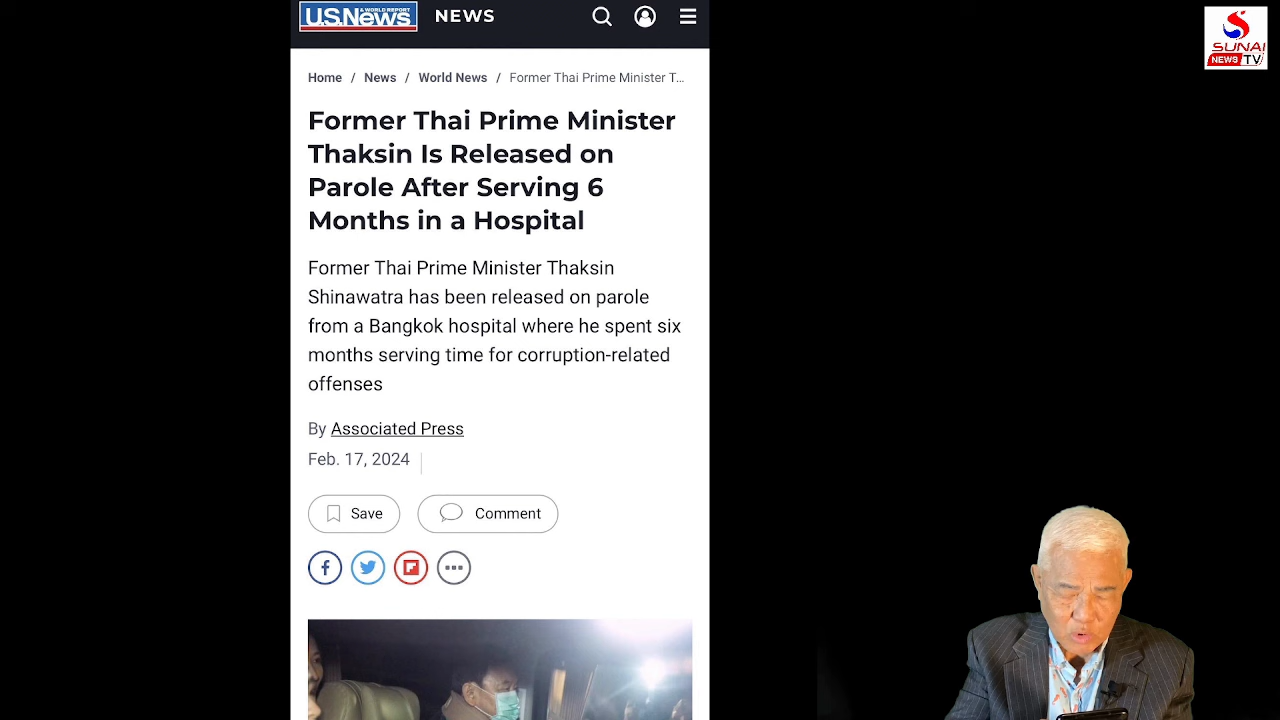 US News
& WORLD REPORT
NEWS
SUNAI
NEWS TV
Home / News / World News / Former Thai Prime Minister T...
Former Thai Prime Minister
Thaksin Is Released on
Parole After Serving 6
Months in a Hospital
Former Thai Prime Minister Thaksin
Shinawatra has been released on parole
from a Bangkok hospital where he spent six
months serving time for corruption-related
offenses
By Associated Press
Feb. 17, 2024
Save
Comment